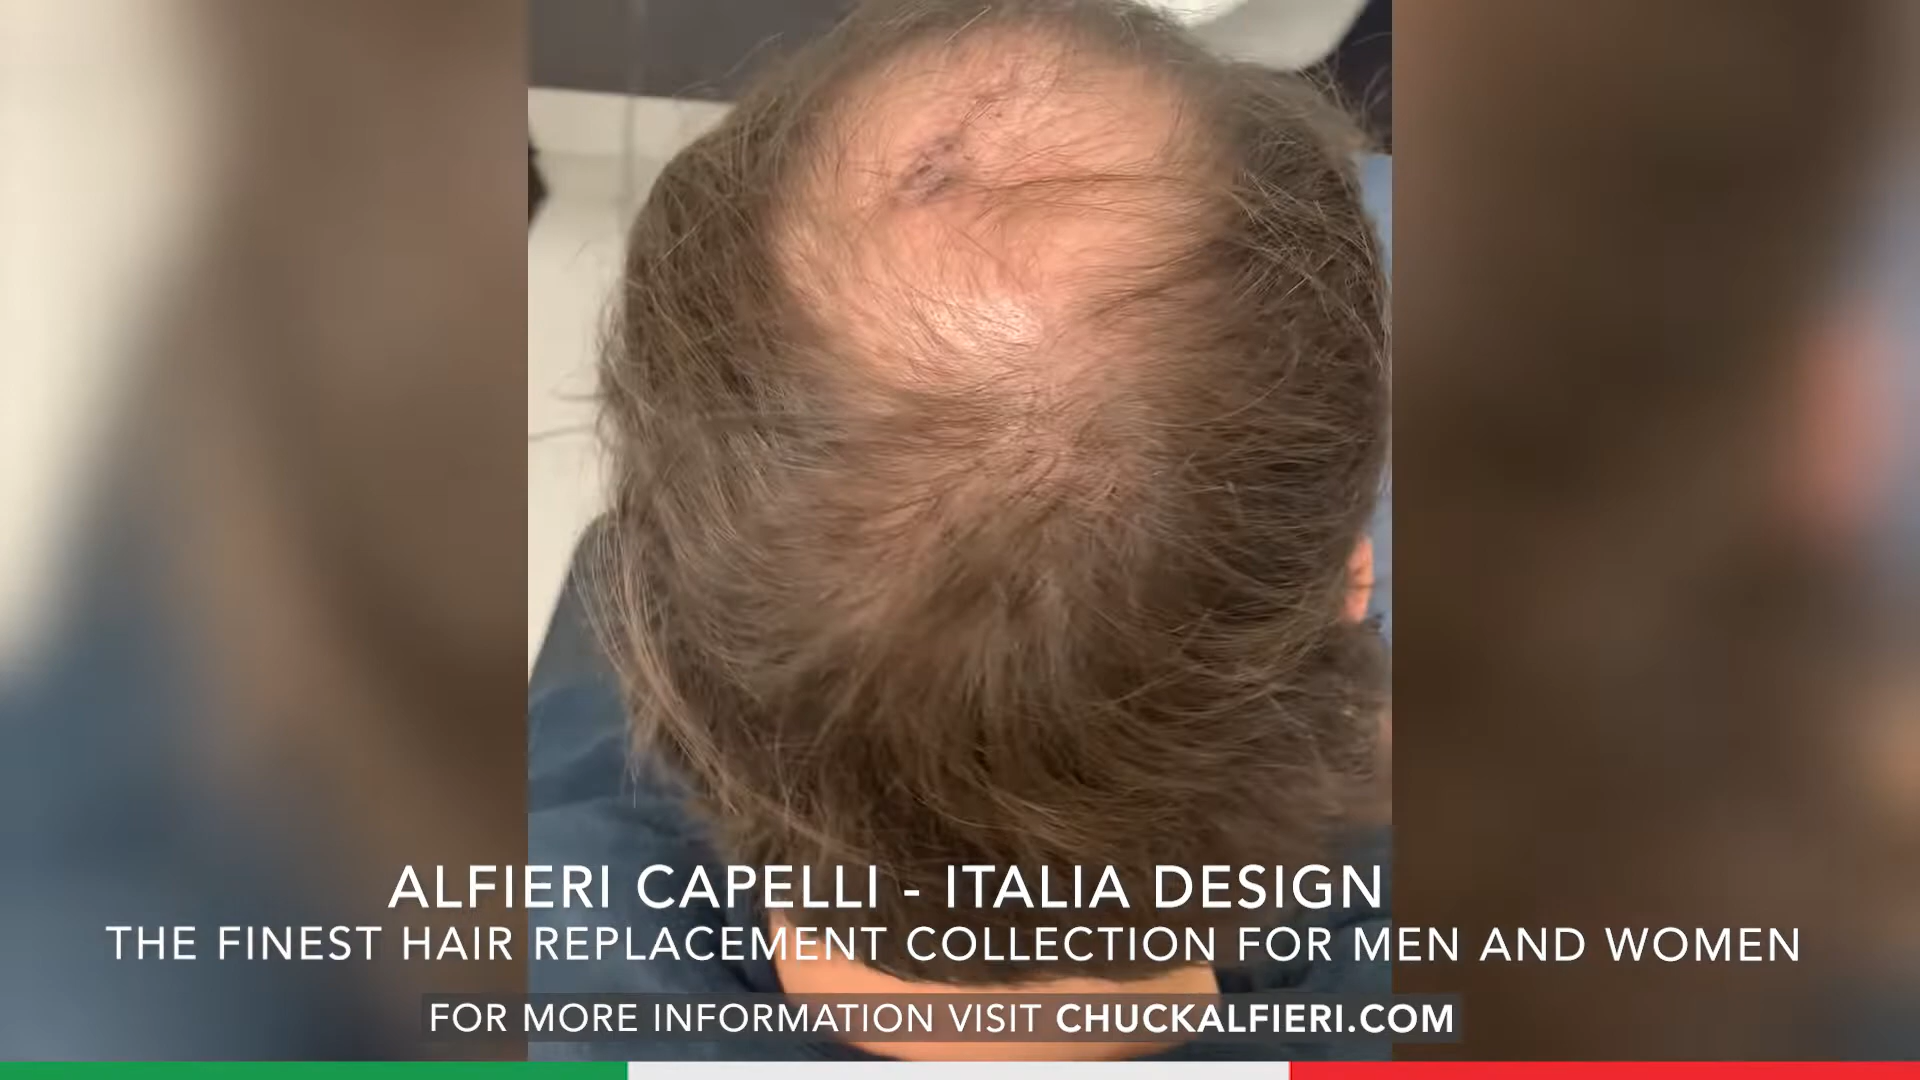 ALFIERI CAPELLI - ITALIA DESIGN
THE FINEST HAIR REPLACEMENT COLLECTION FOR MEN AND WOMEN
FOR MORE INFORMATION VISIT CHUCKALFIERI.COM